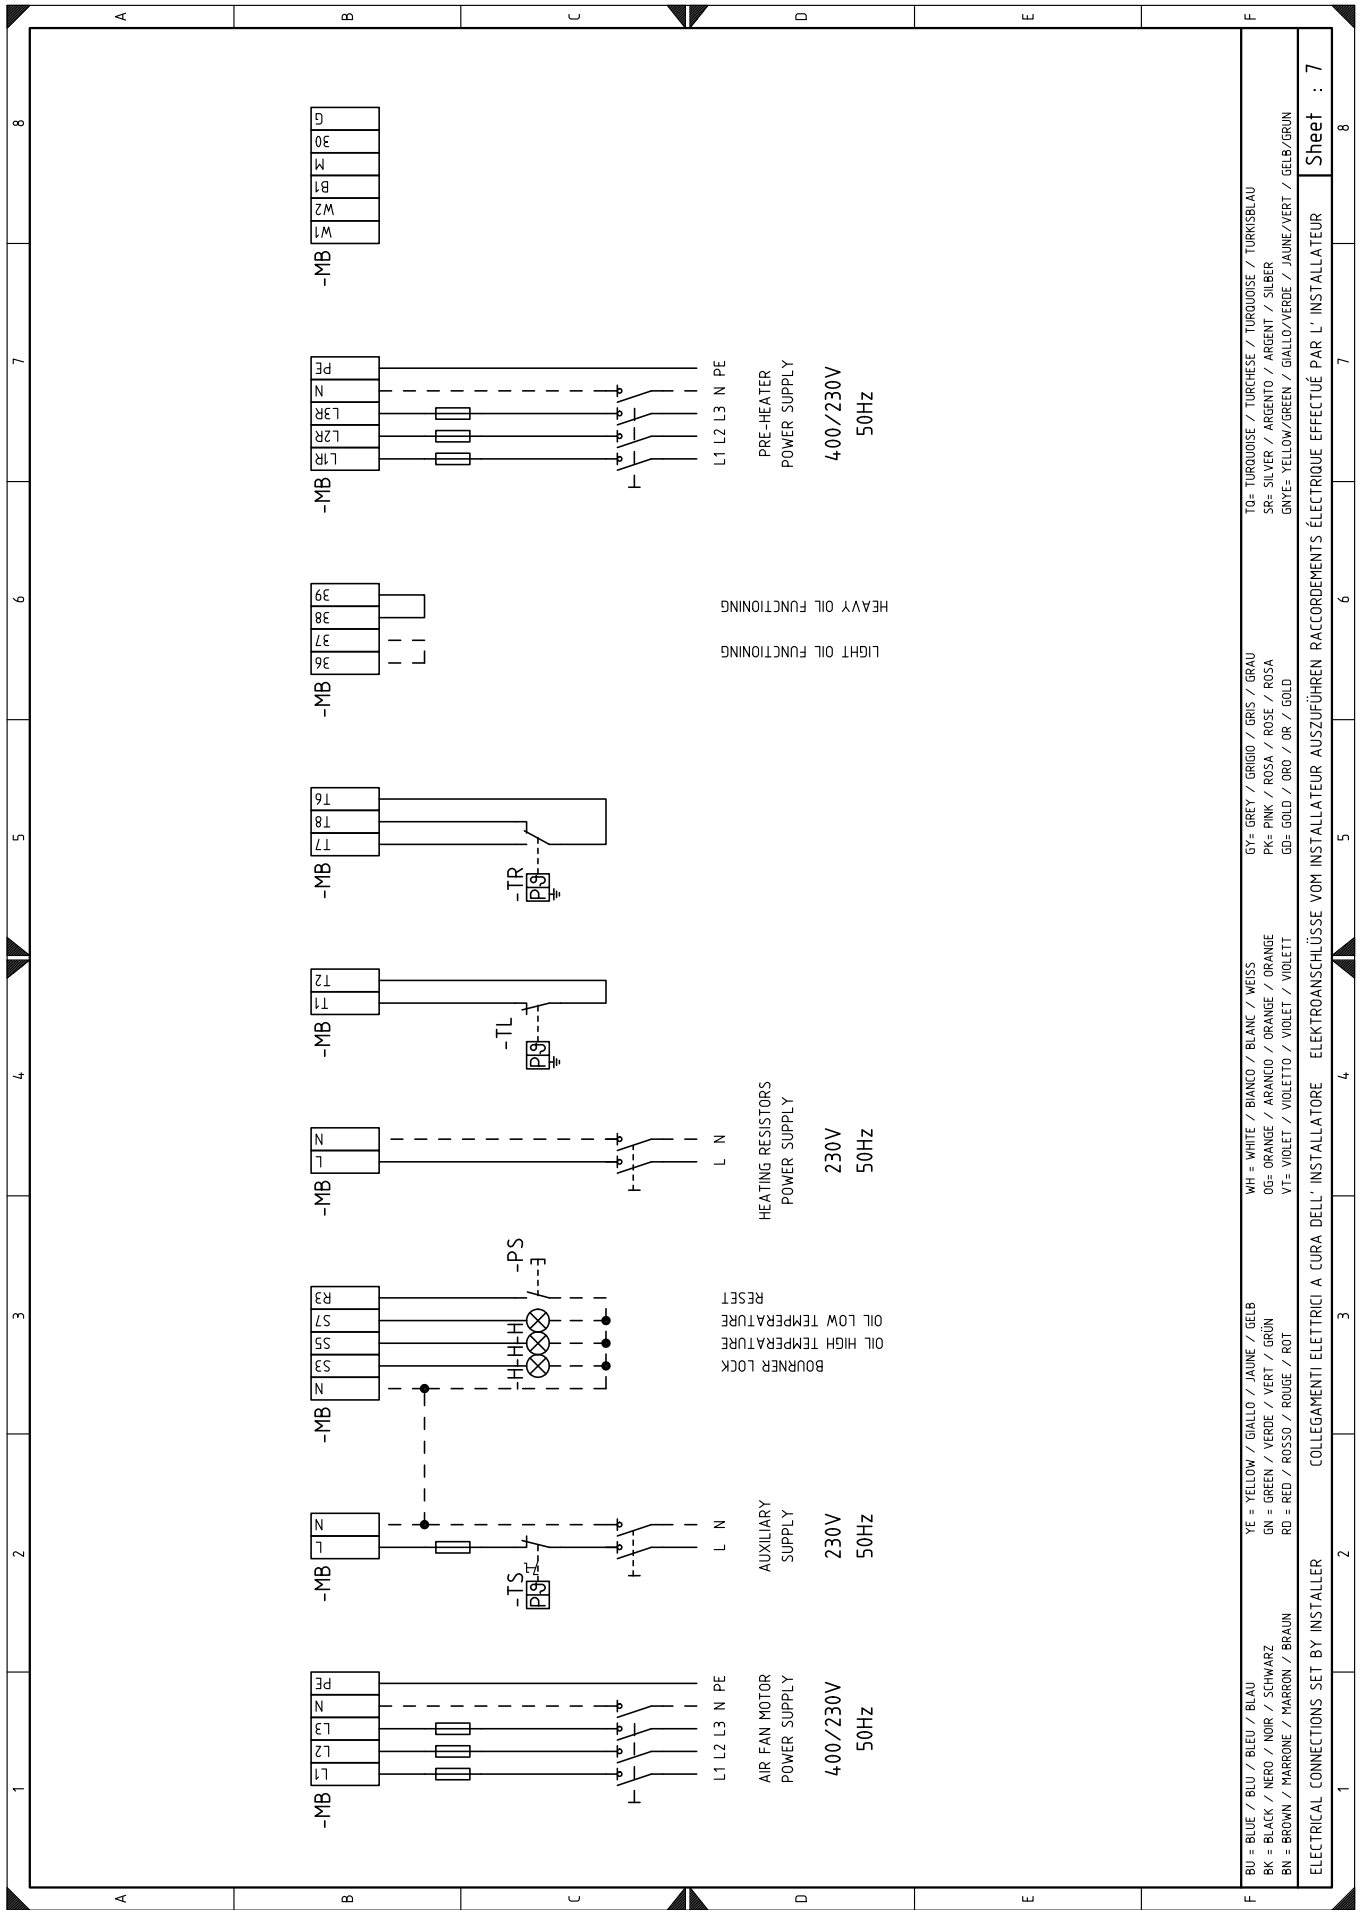 1 2 3 4 5 6 7 8
A
B
C
D
E
F
-MB
L1
L2
L3
N
PE
L1 L2 L3 N PE
AIR FAN MOTOR
POWER SUPPLY
400/230V
50Hz
-MB
L
N
-TS
P
L N
AUXILIARY
SUPPLY
230V
50Hz
-MB
N
S3
S5
S7
R3
-H
-H
-H
-PS
BOURNER LOCK
OIL HIGH TEMPERATURE
OIL LOW TEMPERATURE
RESET
-MB
L
N
L N
HEATING RESISTORS
POWER SUPPLY
230V
50Hz
-MB
T1
T2
-TL
P
-MB
T7
T8
T6
-TR
P
-MB
36
37
38
39
LIGHT OIL FUNCTIONING
HEAVY OIL FUNCTIONING
-MB
L1R
L2R
L3R
N
PE
L1 L2 L3 N PE
PRE-HEATER
POWER SUPPLY
400/230V
50Hz
-MB
W1
W2
B1
M
30
G
BU = BLUE / BLU / BLEU / BLAU
BK = BLACK / NERO / NOIR / SCHWARZ
BN = BROWN / MARRONE / MARRON / BRAUN
YE = YELLOW / GIALLO / JAUNE / GELB
GN = GREEN / VERDE / VERT / GRÜN
RD = RED / ROSSO / ROUGE / ROT
WH = WHITE / BIANCO / BLANC / WEISS
OG= ORANGE / ARANCIO / ORANGE / ORANGE
VT= VIOLET / VIOLETTO / VIOLET / VIOLETT
GY= GREY / GRIGIO / GRIS / GRAU
PK= PINK / ROSA / ROSE / ROSA
GD= GOLD / ORO / OR / GOLD
TQ= TURQUOISE / TURCHESE / TURQUOISE / TURKISBLAU
SR= SILVER / ARGENTO / ARGENT / SILBER
GNYE= YELLOW/GREEN / GIALLO/VERDE / JAUNE/VERT / GELB/GRUN
ELECTRICAL CONNECTIONS SET BY INSTALLER COLLEGAMENTI ELETTRICI A CURA DELL' INSTALLATORE ELEKTROANSCHLÜSSE VOM INSTALLATEUR AUSZUFÜHREN RACCORDEMENTS ÉLECTRIQUE EFFECTUÉ PAR L' INSTALLATEUR
Sheet : 7
1 2 3 4 5 6 7 8
A
B
C
D
E
F